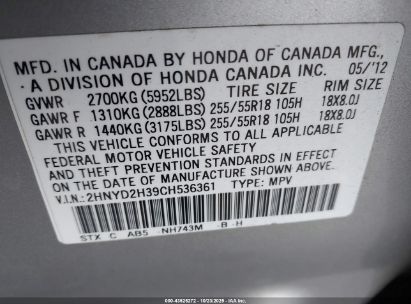 MFD. IN CANADA BY HONDA OF CANADA MFG.,
A DIVISION OF HONDA CANADA INC. 05/'12
GVWR 2700KG (5952LBS) TIRE SIZE RIM SIZE
GAWR F 1310KG (2888LBS) 255/55R18 105H 18X8.0J
GAWR R 1440KG (3175LBS) 255/55R18 105H 18X8.0J
THIS VEHICLE CONFORMS TO ALL APPLICABLE
FEDERAL MOTOR VEHICLE SAFETY
AND THEFT PREVENTION STANDARDS IN EFFECT
ON THE DATE OF MANUFACTURE SHOWN ABOVE.
V.I.N.: 2HNYD2H39CH536361 TYPE: MPV
STX C AB5 NH743M -B -H